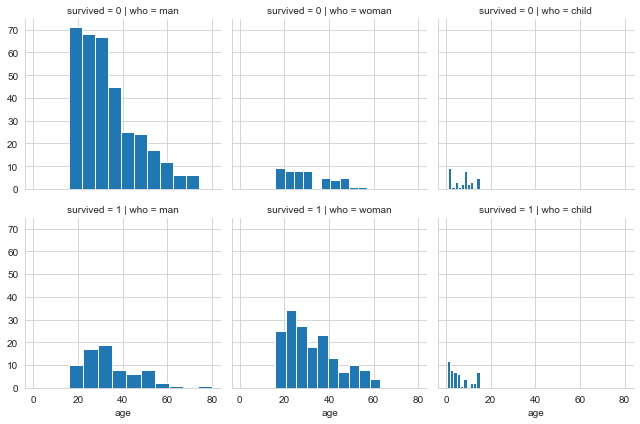 survived = 0 | who = man
survived = 0 | who = woman
survived = 0 | who = child
70
60
50
40
30
20
10
0
survived = 1 | who = man
survived = 1 | who = woman
survived = 1 | who = child
70
60
50
40
30
20
10
0
0 20 40 60 80
0 20 40 60 80
0 20 40 60 80
age
age
age